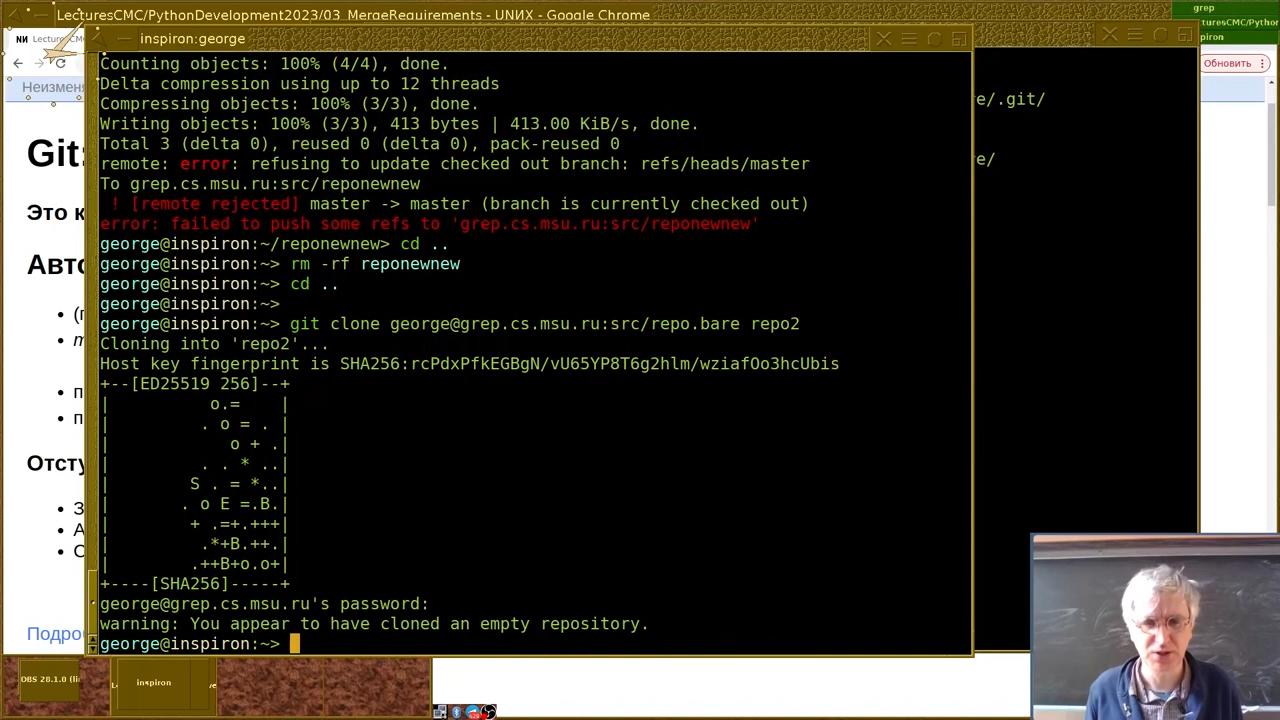 LecturesCMC/PythonDevelopment2023/03_MergeRequirements - UNИX - Google Chrome
grep
turesCMC/Python
piron
inspiron:george
NИ LecturesCM
Обновить
Неизменя
e/.git/
e/
Git:
Это к
Авто
Отсту
Подро
Counting objects: 100% (4/4), done.
Delta compression using up to 12 threads
Compressing objects: 100% (3/3), done.
Writing objects: 100% (3/3), 413 bytes | 413.00 KiB/s, done.
Total 3 (delta 0), reused 0 (delta 0), pack-reused 0
remote: error: refusing to update checked out branch: refs/heads/master
To grep.cs.msu.ru:src/reponewnew
 ! [remote rejected] master -> master (branch is currently checked out)
error: failed to push some refs to 'grep.cs.msu.ru:src/reponewnew'
george@inspiron:~/reponewnew> cd ..
george@inspiron:~> rm -rf reponewnew
george@inspiron:~> cd ..
george@inspiron:~>
george@inspiron:~> git clone george@grep.cs.msu.ru:src/repo.bare repo2
Cloning into 'repo2'...
Host key fingerprint is SHA256:rcPdxPfkEGBgN/vU65YP8T6g2hlm/wziafOo3hcUbis
+--[ED25519 256]--+
|          o.=    |
|         . o = . |
|            o + .|
|         . . * ..|
|        S . = *..|
|       . o E =.B.|
|        + .=+.+++|
|         .*+B.++.|
|        .++B+o.o+|
+----[SHA256]-----+
george@grep.cs.msu.ru's password:
warning: You appear to have cloned an empty repository.
george@inspiron:~>
OBS 28.1.0 (li
inspiron